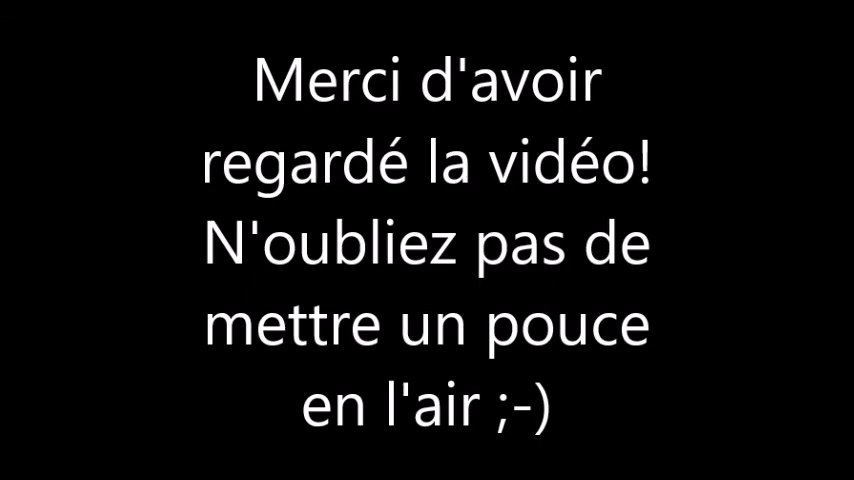 Merci d'avoir
regardé la vidéo!
N'oubliez pas de
mettre un pouce
en l'air ;-)